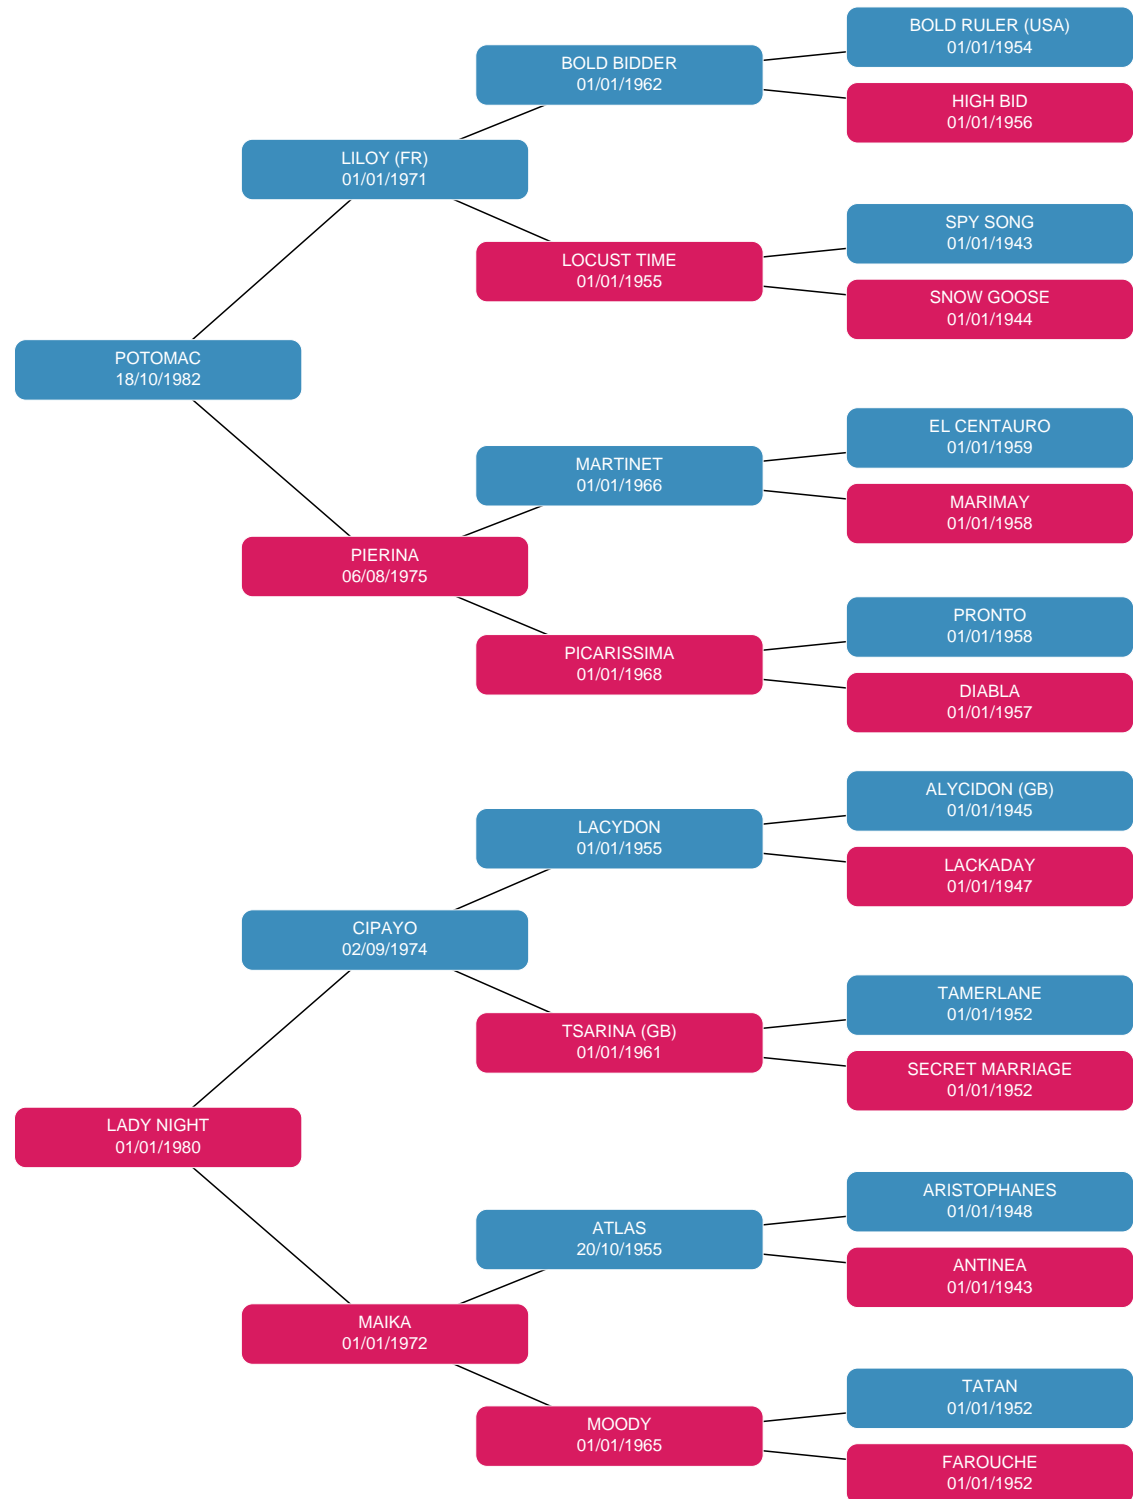 BOLD RULER (USA)
01/01/1954
BOLD BIDDER
01/01/1962
HIGH BID
01/01/1956
LILOY (FR)
01/01/1971
SPY SONG
01/01/1943
LOCUST TIME
01/01/1955
SNOW GOOSE
01/01/1944
POTOMAC
18/10/1982
EL CENTAURO
01/01/1959
MARTINET
01/01/1966
MARIMAY
01/01/1958
PIERINA
06/08/1975
PRONTO
01/01/1958
PICARISSIMA
01/01/1968
DIABLA
01/01/1957
ALYCIDON (GB)
01/01/1945
LACYDON
01/01/1955
LACKADAY
01/01/1947
CIPAYO
02/09/1974
TAMERLANE
01/01/1952
TSARINA (GB)
01/01/1961
SECRET MARRIAGE
01/01/1952
LADY NIGHT
01/01/1980
ARISTOPHANES
01/01/1948
ATLAS
20/10/1955
ANTINEA
01/01/1943
MAIKA
01/01/1972
TATAN
01/01/1952
MOODY
01/01/1965
FAROUCHE
01/01/1952